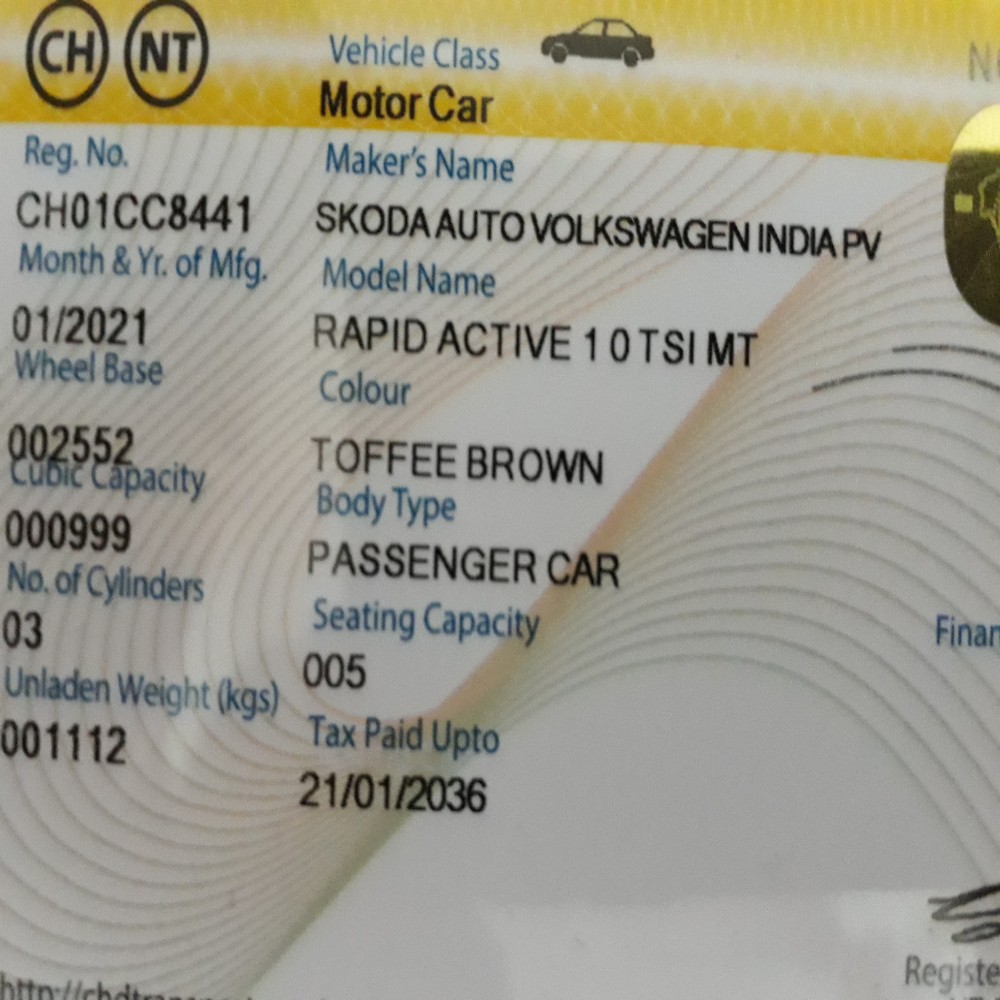 CH NT Vehicle Class
Motor Car
Reg. No. Maker's Name
CH01CC8441 SKODA AUTO VOLKSWAGEN INDIA PV
Month & Yr. of Mfg. Model Name
01/2021 RAPID ACTIVE 1 0 TSI MT
Wheel Base Colour
002552 TOFFEE BROWN
Cubic Capacity Body Type
000999 PASSENGER CAR
No. of Cylinders Seating Capacity
03 005
Unladen Weight (kgs) Tax Paid Upto
001112 21/01/2036